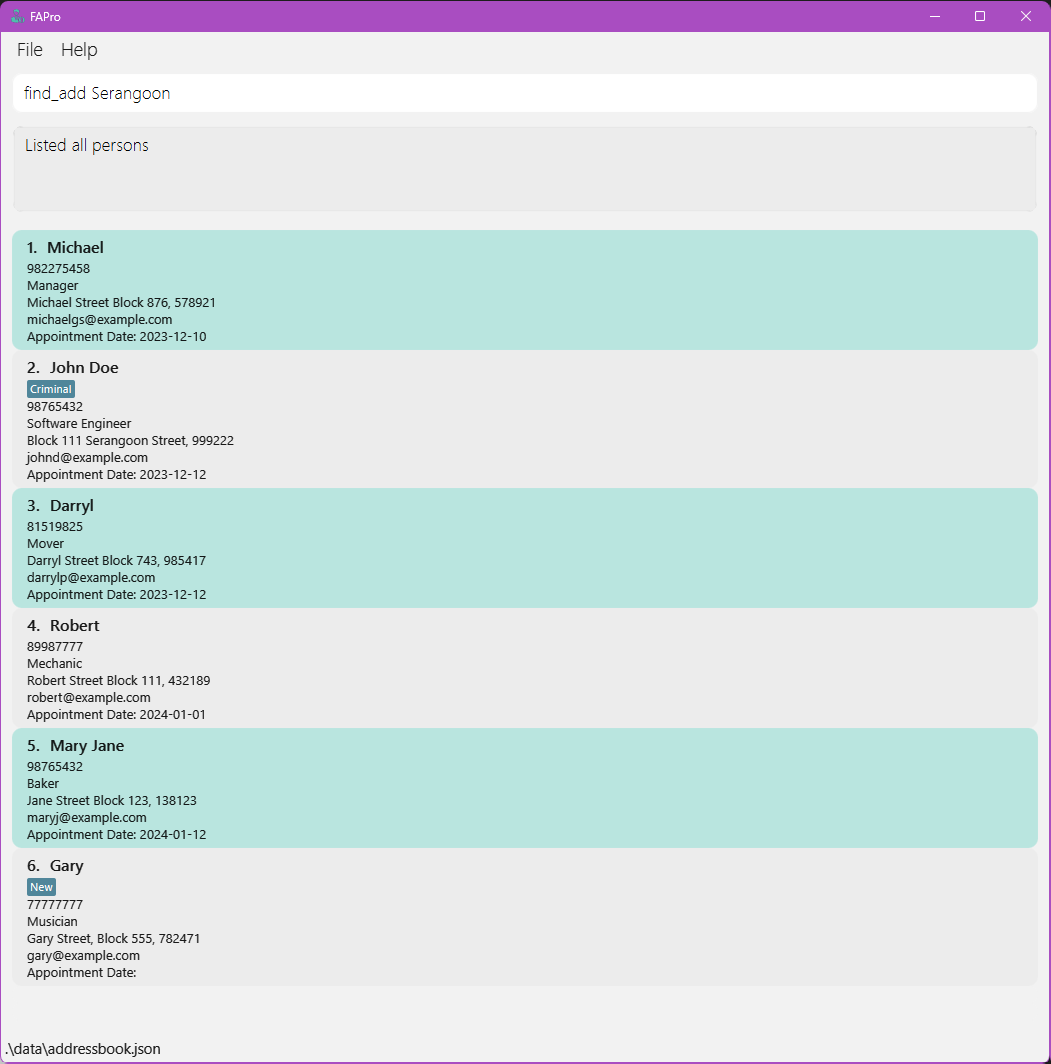 FAPro
File Help
find_add Serangoon
Listed all persons
1. Michael
982275458
Manager
Michael Street Block 876, 578921
michaelgs@example.com
Appointment Date: 2023-12-10
2. John Doe
Criminal
98765432
Software Engineer
Block 111 Serangoon Street, 999222
johnd@example.com
Appointment Date: 2023-12-12
3. Darryl
81519825
Mover
Darryl Street Block 743, 985417
darrylp@example.com
Appointment Date: 2023-12-12
4. Robert
89987777
Mechanic
Robert Street Block 111, 432189
robert@example.com
Appointment Date: 2024-01-01
5. Mary Jane
98765432
Baker
Jane Street Block 123, 138123
maryj@example.com
Appointment Date: 2024-01-12
6. Gary
New
77777777
Musician
Gary Street, Block 555, 782471
gary@example.com
Appointment Date:
.\data\addressbook.json